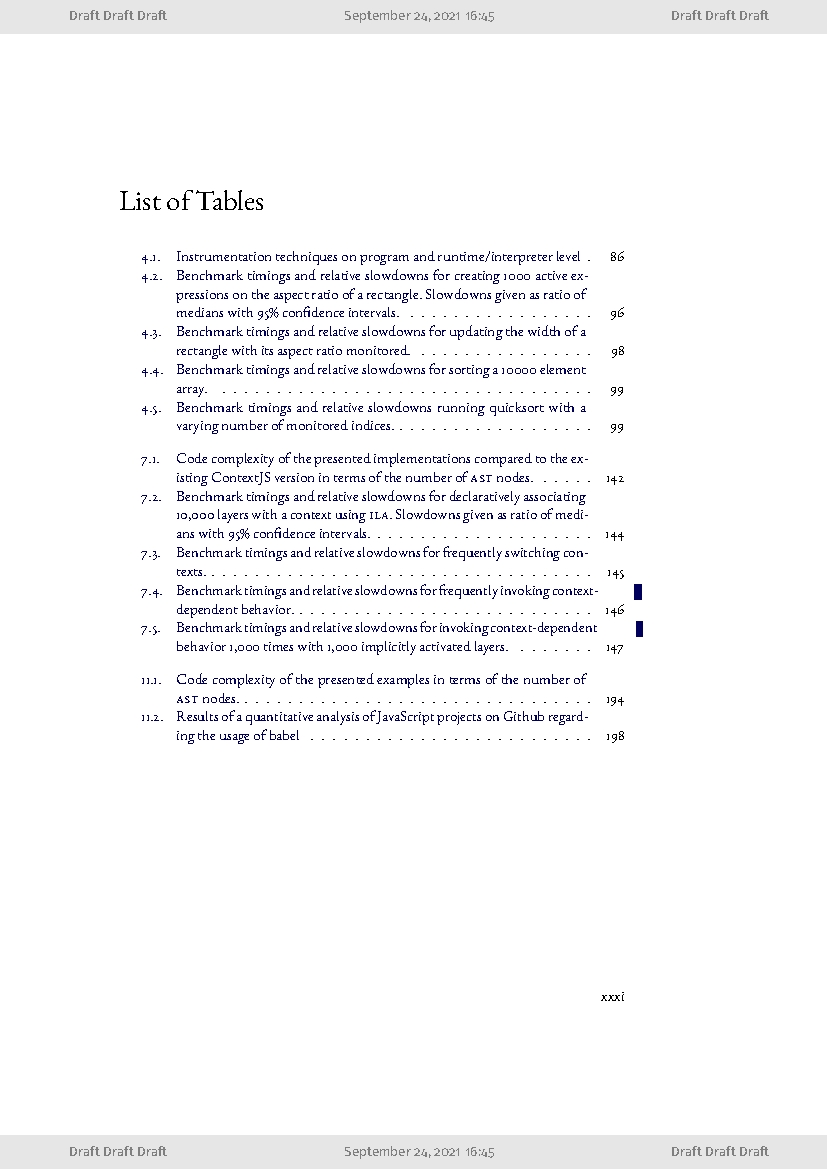 Draft Draft Draft September 24, 2021 16:45 Draft Draft Draft
List of Tables
4.1. Instrumentation techniques on program and runtime/interpreter level . 86
4.2. Benchmark timings and relative slowdowns for creating 1000 active ex-
pressions on the aspect ratio of a rectangle. Slowdowns given as ratio of
medians with 95% confidence intervals. . . . . . . . . . . . . . . . . . . . . 96
4.3. Benchmark timings and relative slowdowns for updating the width of a
rectangle with its aspect ratio monitored. . . . . . . . . . . . . . . . . . . . 98
4.4. Benchmark timings and relative slowdowns for sorting a 10000 element
array. . . . . . . . . . . . . . . . . . . . . . . . . . . . . . . . . . . . . . . . . . 99
4.5. Benchmark timings and relative slowdowns running quicksort with a
varying number of monitored indices. . . . . . . . . . . . . . . . . . . . . . 99
7.1. Code complexity of the presented implementations compared to the ex-
isting ContextJS version in terms of the number of AST nodes. . . . . . . 142
7.2. Benchmark timings and relative slowdowns for declaratively associating
10,000 layers with a context using ILA. Slowdowns given as ratio of medi-
ans with 95% confidence intervals. . . . . . . . . . . . . . . . . . . . . . . . . 144
7.3. Benchmark timings and relative slowdowns for frequently switching con-
texts. . . . . . . . . . . . . . . . . . . . . . . . . . . . . . . . . . . . . . . . . . . 145
7.4. Benchmark timings and relative slowdowns for frequently invoking context-
dependent behavior. . . . . . . . . . . . . . . . . . . . . . . . . . . . . . . . . 146
7.5. Benchmark timings and relative slowdowns for invoking context-dependent
behavior 1,000 times with 1,000 implicitly activated layers. . . . . . . . . 147
11.1. Code complexity of the presented examples in terms of the number of
AST nodes. . . . . . . . . . . . . . . . . . . . . . . . . . . . . . . . . . . . . . . 194
11.2. Results of a quantitative analysis of JavaScript projects on Github regard-
ing the usage of babel . . . . . . . . . . . . . . . . . . . . . . . . . . . . . . . 198
xxxi
Draft Draft Draft September 24, 2021 16:45 Draft Draft Draft